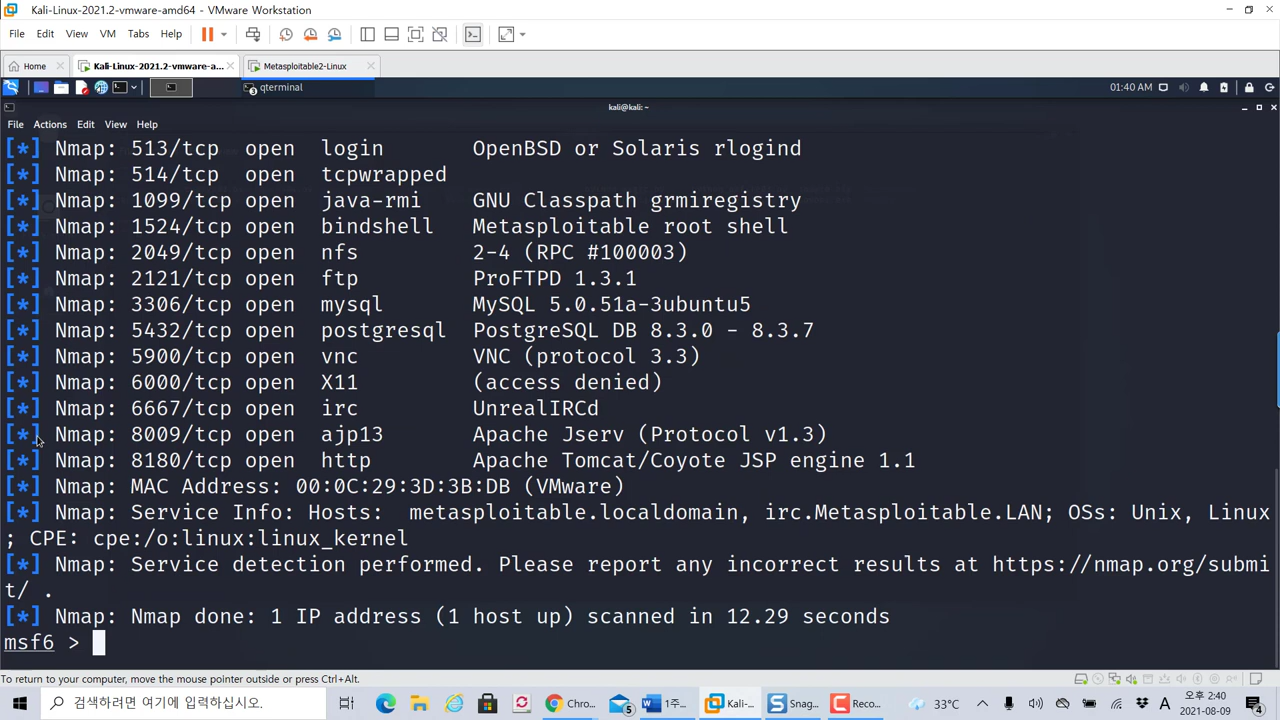 Kali-Linux-2021.2-vmware-amd64 - VMware Workstation
File Edit View VM Tabs Help
Home Kali-Linux-2021.2-vmware-a... Metasploitable2-Linux
qterminal 01:40 AM
kali@kali: ~
File Actions Edit View Help
[*] Nmap: 513/tcp open login OpenBSD or Solaris rlogind
[*] Nmap: 514/tcp open tcpwrapped
[*] Nmap: 1099/tcp open java-rmi GNU Classpath grmiregistry
[*] Nmap: 1524/tcp open bindshell Metasploitable root shell
[*] Nmap: 2049/tcp open nfs 2-4 (RPC #100003)
[*] Nmap: 2121/tcp open ftp ProFTPD 1.3.1
[*] Nmap: 3306/tcp open mysql MySQL 5.0.51a-3ubuntu5
[*] Nmap: 5432/tcp open postgresql PostgreSQL DB 8.3.0 - 8.3.7
[*] Nmap: 5900/tcp open vnc VNC (protocol 3.3)
[*] Nmap: 6000/tcp open X11 (access denied)
[*] Nmap: 6667/tcp open irc UnrealIRCd
[*] Nmap: 8009/tcp open ajp13 Apache Jserv (Protocol v1.3)
[*] Nmap: 8180/tcp open http Apache Tomcat/Coyote JSP engine 1.1
[*] Nmap: MAC Address: 00:0C:29:3D:3B:DB (VMware)
[*] Nmap: Service Info: Hosts:  metasploitable.localdomain, irc.Metasploitable.LAN; OSs: Unix, Linux
; CPE: cpe:/o:linux:linux_kernel
[*] Nmap: Service detection performed. Please report any incorrect results at https://nmap.org/submi
t/ .
[*] Nmap: Nmap done: 1 IP address (1 host up) scanned in 12.29 seconds
msf6 >
To return to your computer, move the mouse pointer outside or press Ctrl+Alt.
검색하려면 여기에 입력하십시오. Chro... 5 1주... Kali-... Snag... Reco... 33°C A 오후 2:40
2021-08-09 4